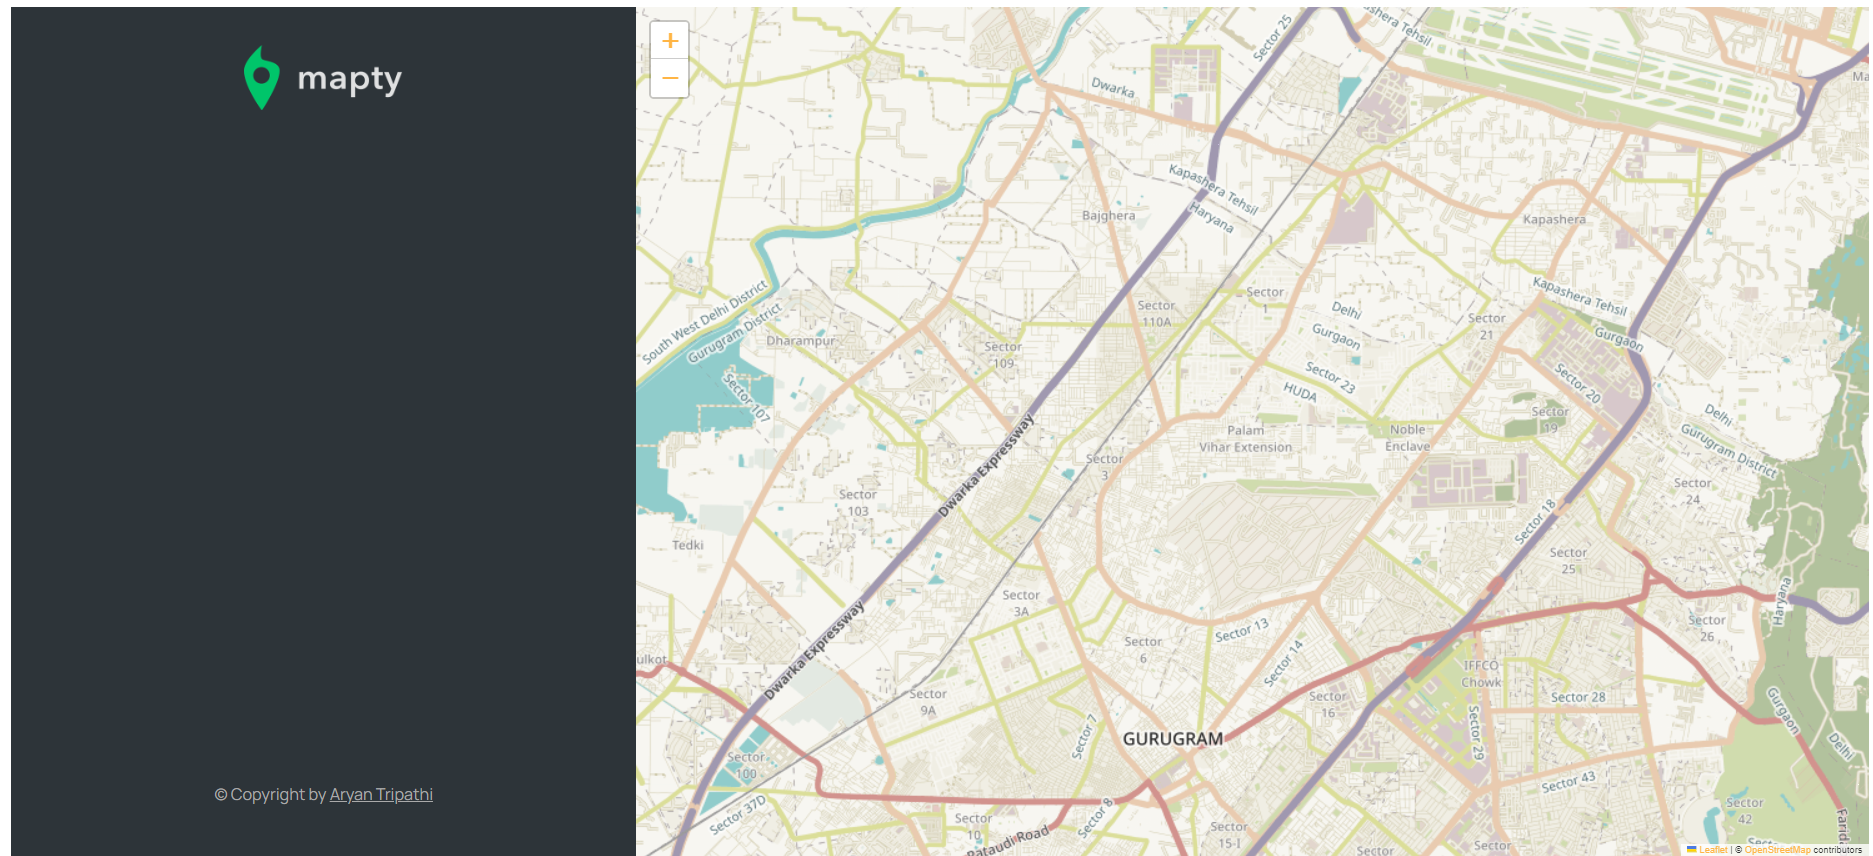 mapty
© Copyright by Aryan Tripathi
+
−
Sector 25
shera Tehsil
Dwarka
Ma
Kapashera Tehsil
Haryana
Bajghera
Kapashera
South West Delhi District
Gurugram District
Dharampur
Sector
109
Sector
110A
Sector
1
Delhi
Gurgaon
Kapashera Tehsil
Gurgaon
Sector
21
Sector 107
Sector 23
HUDA
Sector 20
Sector
19
Delhi
Gurugram District
Palam
Vihar Extension
Noble
Enclave
Dwarka Expressway
Sector
3
Sector
103
Sector
24
Sector 18
Tedki
Sector
25
Sector
3A
Haryana
Dwarka Expressway
Sector 13
Sector
6
Sector 14
Sector
26
ulkot
IFFCO
Chowk
Sector
9A
Sector
16
Sector 28
Sector 29
Gurgaon
Delhi
Sector 7
GURUGRAM
Sector
100
Sector 43
Sector 37D
Sector 8
Sector
10
Pataudi Road
Sector
15-I
Sector
Sector
Sector
42
Sec
Farid
Leaflet | © OpenStreetMap contributors